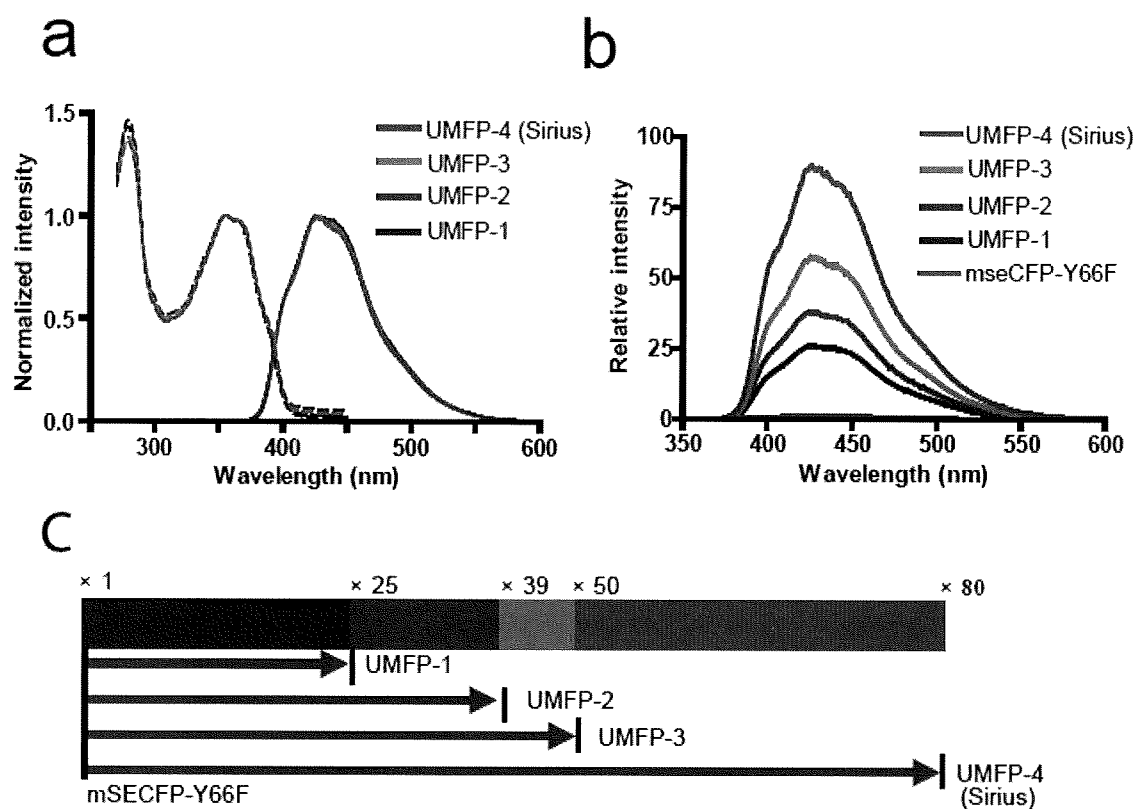 a
b
1.5
1.0
0.5
0.0
Normalized intensity
300
400
500
600
Wavelength (nm)
UMFP-4 (Sirius)
UMFP-3
UMFP-2
UMFP-1
100
75
50
25
0
Relative intensity
350
400
450
500
550
600
Wavelength (nm)
UMFP-4 (Sirius)
UMFP-3
UMFP-2
UMFP-1
mseCFP-Y66F
C
× 1
× 25
× 39
× 50
× 80
UMFP-1
UMFP-2
UMFP-3
UMFP-4
(Sirius)
mSECFP-Y66F